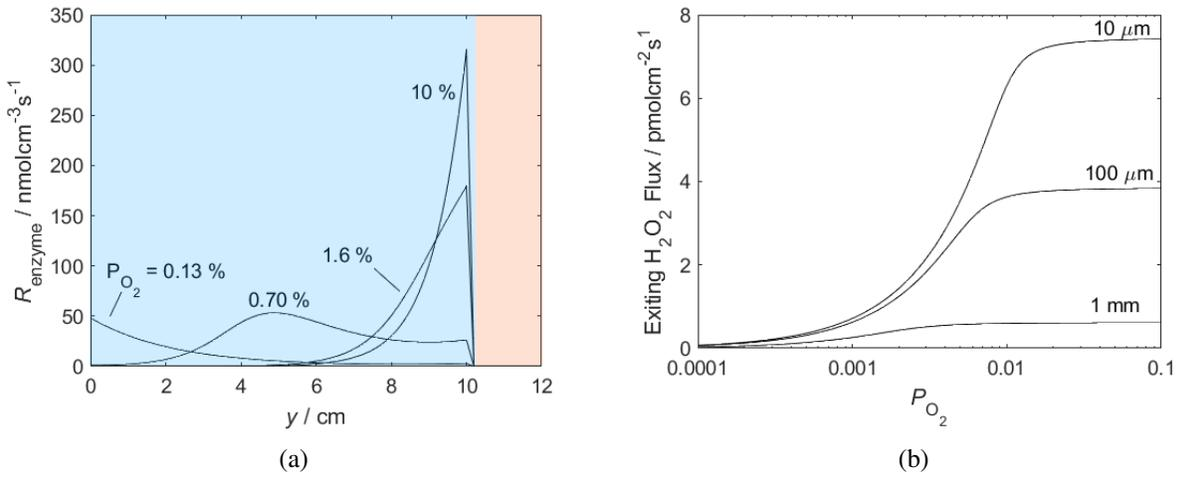 350
300
250
200
150
100
50
0
R_enzyme / nmolcm⁻³s⁻¹
10 %
1.6 %
P_O₂ = 0.13 %
0.70 %
0 2 4 6 8 10 12
y / cm
(a)
8
6
4
2
0
Exiting H₂O₂ Flux / pmolcm⁻²s¹
10 μm
100 μm
1 mm
0.0001 0.001 0.01 0.1
P_O₂
(b)